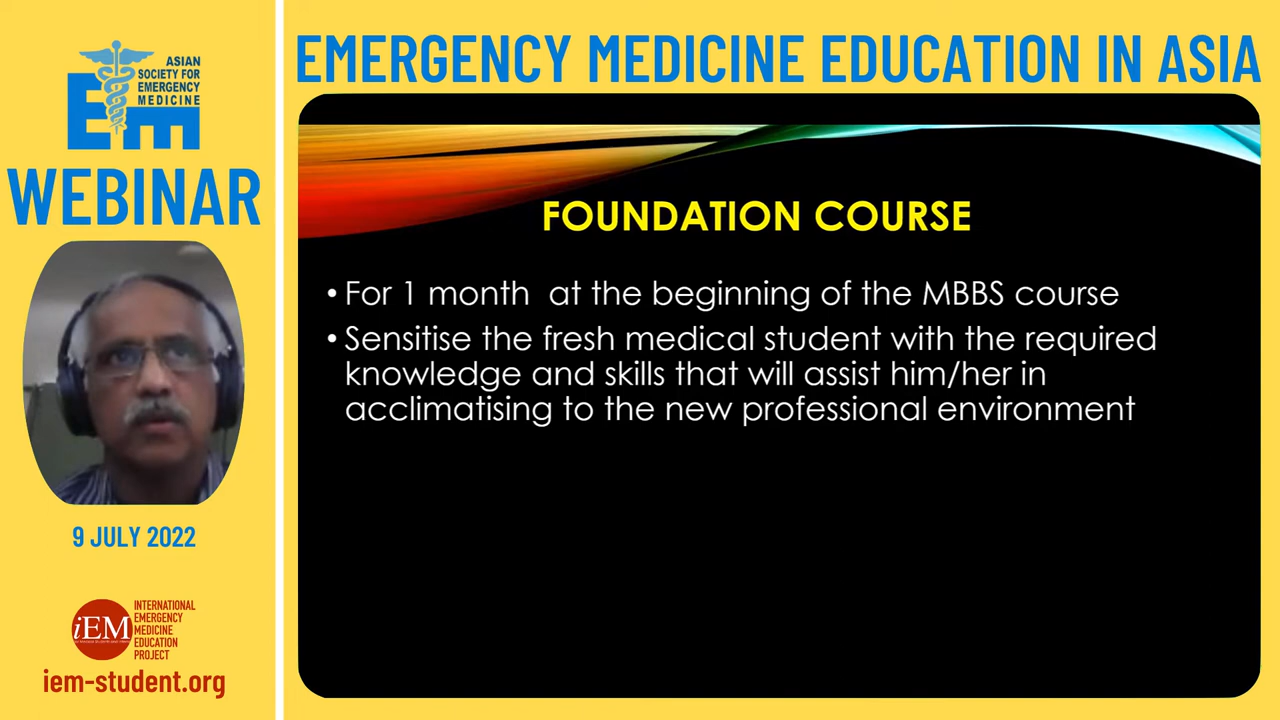 ASIAN
SOCIETY FOR
EMERGENCY
MEDICINE
Em
WEBINAR
9 JULY 2022
iEM
INTERNATIONAL
EMERGENCY
MEDICINE
EDUCATION
PROJECT
iem-student.org
EMERGENCY MEDICINE EDUCATION IN ASIA
FOUNDATION COURSE
• For 1 month at the beginning of the MBBS course
• Sensitise the fresh medical student with the required
knowledge and skills that will assist him/her in
acclimatising to the new professional environment